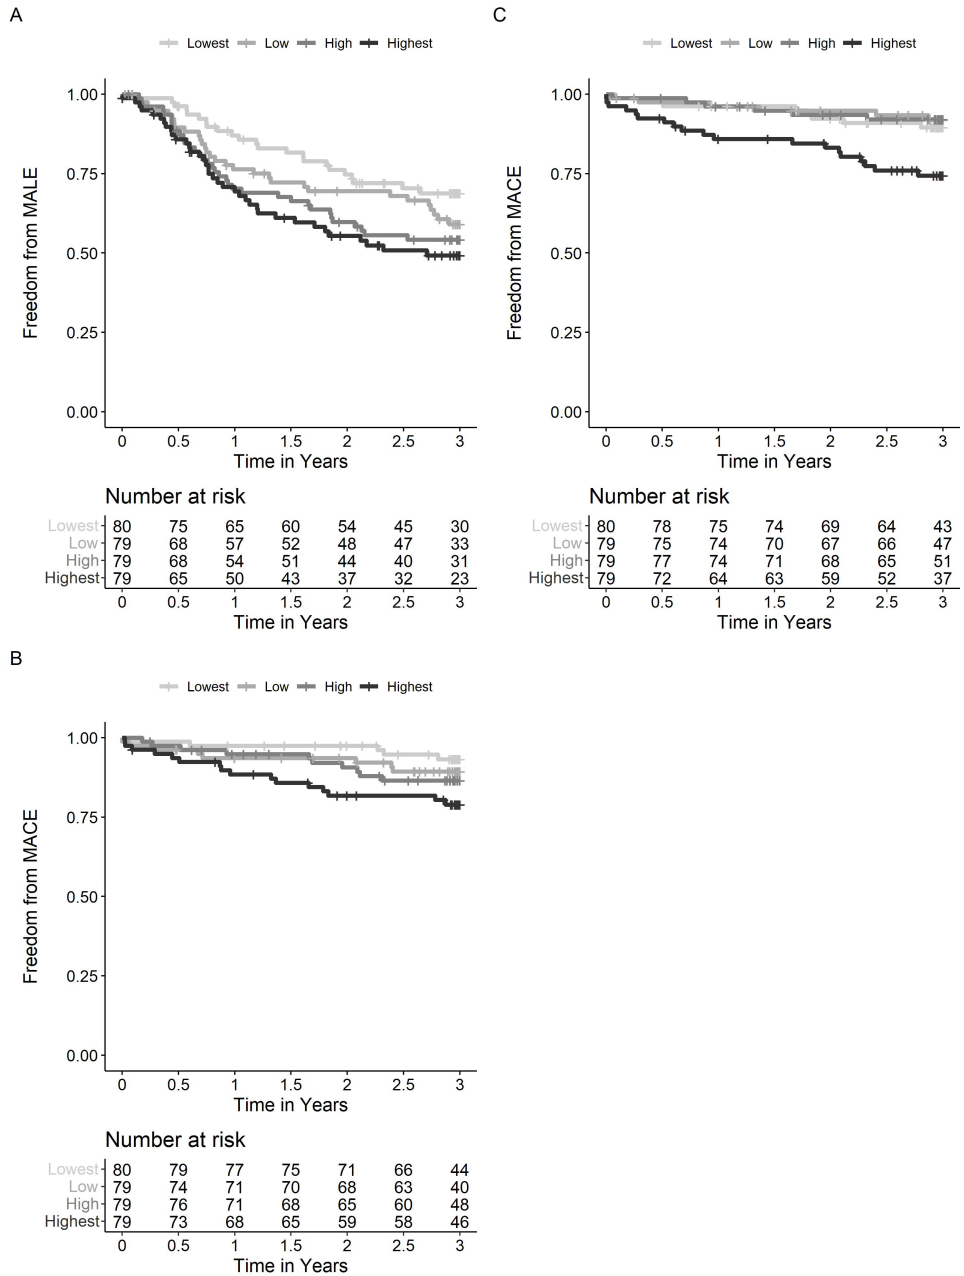 A
Lowest Low High Highest
1.00
0.75
0.50
0.25
0.00
Freedom from MALE
0 0.5 1 1.5 2 2.5 3
Time in Years
Number at risk
Lowest 80 75 65 60 54 45 30
Low 79 68 57 52 48 47 33
High 79 68 54 51 44 40 31
Highest 79 65 50 43 37 32 23
0 0.5 1 1.5 2 2.5 3
Time in Years
C
Lowest Low High Highest
1.00
0.75
0.50
0.25
0.00
Freedom from MACE
0 0.5 1 1.5 2 2.5 3
Time in Years
Number at risk
Lowest 80 78 75 74 69 64 43
Low 79 75 74 70 67 66 47
High 79 77 74 71 68 65 51
Highest 79 72 64 63 59 52 37
0 0.5 1 1.5 2 2.5 3
Time in Years
B
Lowest Low High Highest
1.00
0.75
0.50
0.25
0.00
Freedom from MACE
0 0.5 1 1.5 2 2.5 3
Time in Years
Number at risk
Lowest 80 79 77 75 71 66 44
Low 79 74 71 70 68 63 40
High 79 76 71 68 65 60 48
Highest 79 73 68 65 59 58 46
0 0.5 1 1.5 2 2.5 3
Time in Years